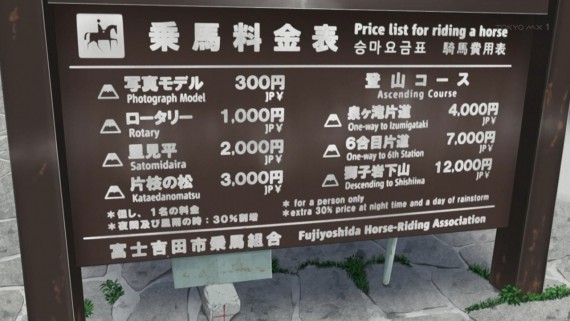 TOKYO MX 1
乗馬料金表
Price list for riding a horse
승마요금표 騎馬費用表
写真モデル 300円
Photograph Model JP¥
ロータリー 1,000円
Rotary JP¥
里見平 2,000円
Satomidaira JP¥
片枝の松 3,000円
Kataedanomatsu JP¥
*但し、1名の料金
*夜間及び星雨の時：30%割増
登山コース
Ascending Course
泉ヶ滝片道 4,000円
One-way to Izumigataki JP¥
6合目片道 7,000円
One-way to 6th Station JP¥
獅子岩下山 12,000円
Descending to Shishiiwa JP¥
* for a person only
*extra 30% price at night time and a day of rainstorm
富士吉田市乗馬組合 Fujiyoshida Horse-Riding Association